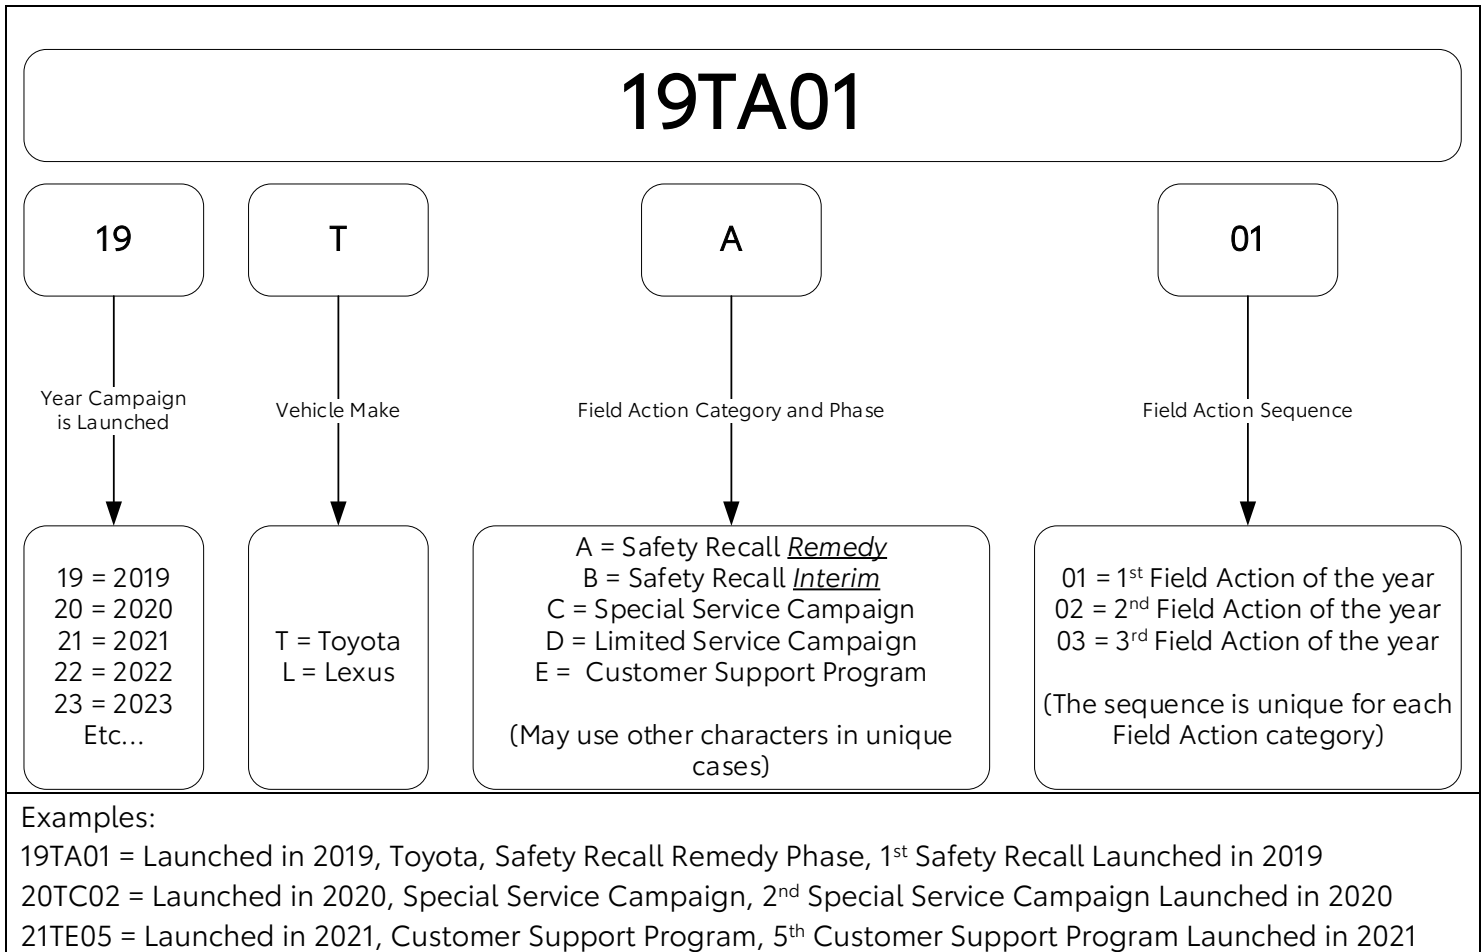 19TA01
19
T
A
01
Year Campaign
is Launched
Vehicle Make
Field Action Category and Phase
Field Action Sequence
19 = 2019
20 = 2020
21 = 2021
22 = 2022
23 = 2023
Etc...
T = Toyota
L = Lexus
A = Safety Recall Remedy
B = Safety Recall Interim
C = Special Service Campaign
D = Limited Service Campaign
E =  Customer Support Program
(May use other characters in unique
cases)
01 = 1st Field Action of the year
02 = 2nd Field Action of the year
03 = 3rd Field Action of the year
(The sequence is unique for each
Field Action category)
Examples:
19TA01 = Launched in 2019, Toyota, Safety Recall Remedy Phase, 1st Safety Recall Launched in 2019
20TC02 = Launched in 2020, Special Service Campaign, 2nd Special Service Campaign Launched in 2020
21TE05 = Launched in 2021, Customer Support Program, 5th Customer Support Program Launched in 2021